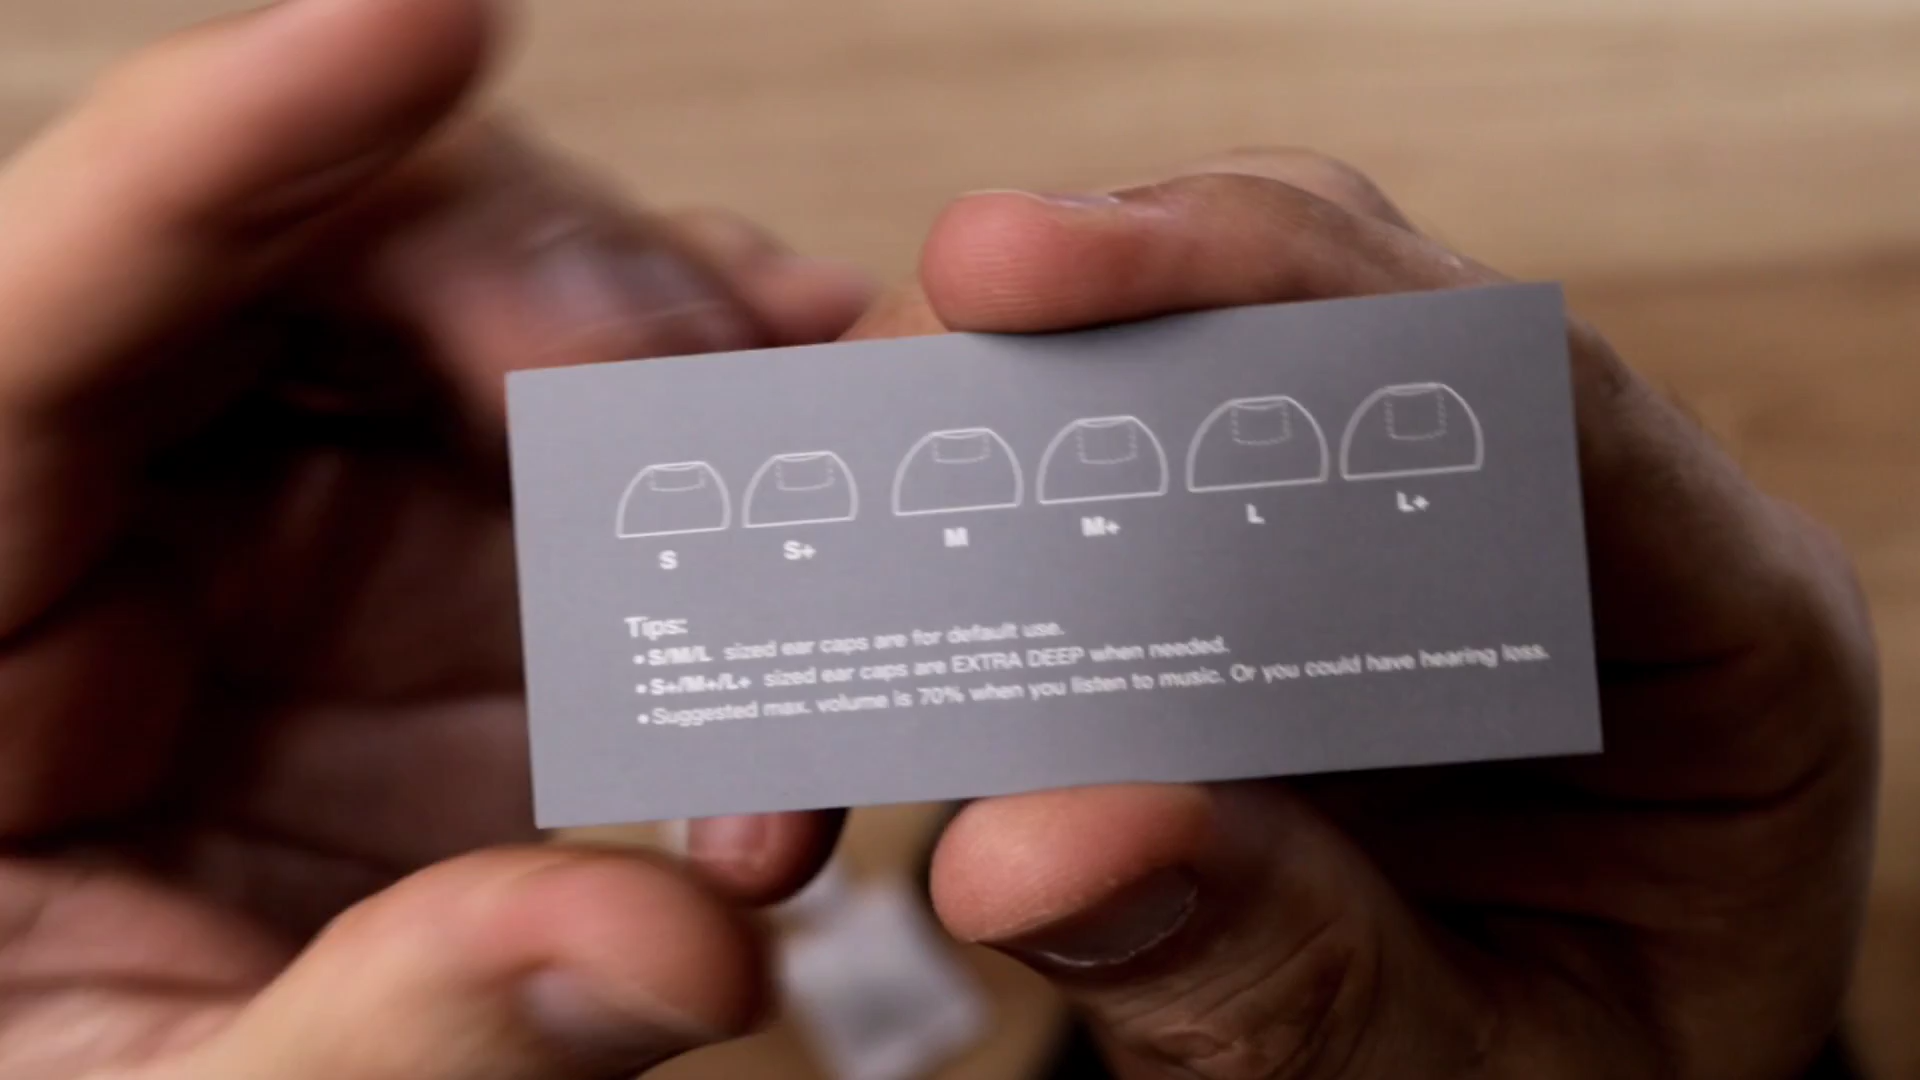 S S+ M M+ L L+
Tips:
• S/M/L sized ear caps are for default use.
• S+/M+/L+ sized ear caps are EXTRA DEEP when needed.
• Suggested max. volume is 70% when you listen to music. Or you could have hearing loss.